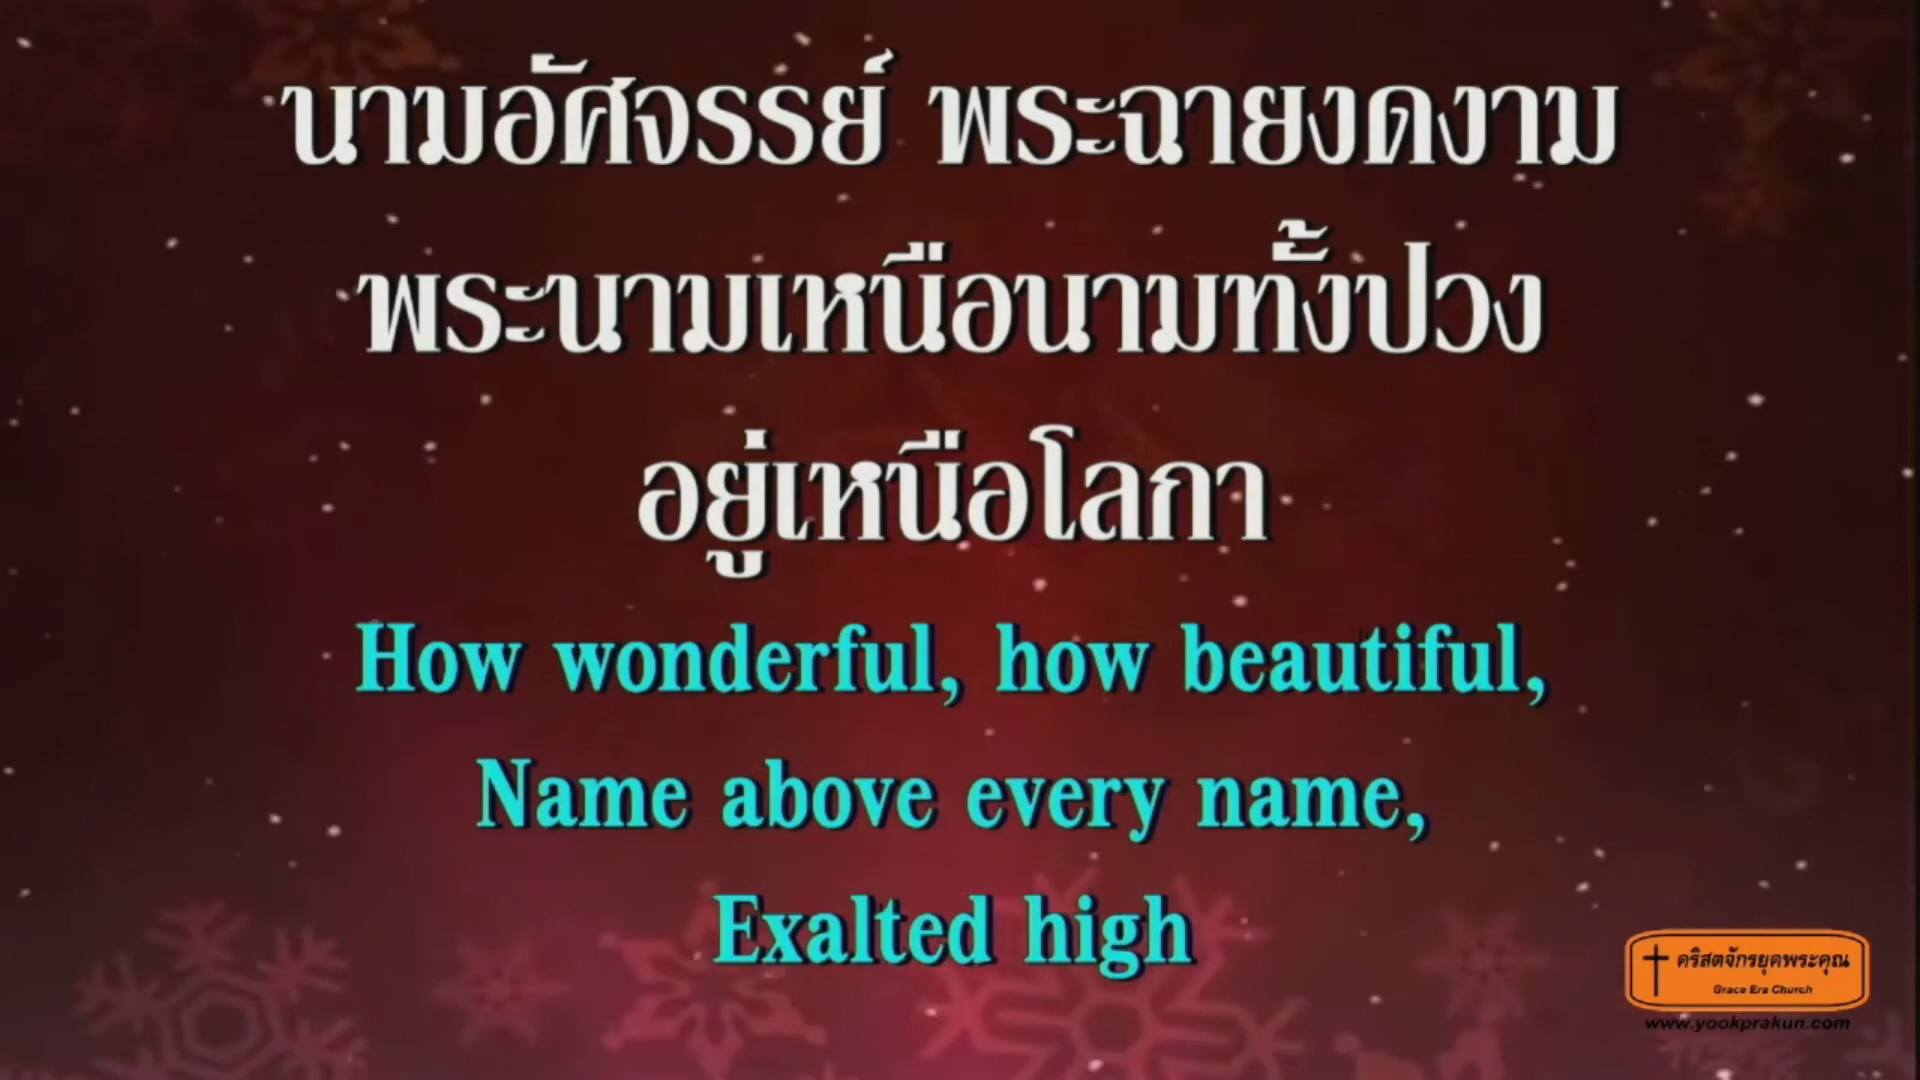 นามอัศจรรย์ พระฉายงดงาม
พระนามเหนือนามทั้งปวง
อยู่เหนือโลกา
How wonderful, how beautiful,
Name above every name,
Exalted high
คริสตจักรยุคพระคุณ
Grace Era Church
www.yookprakun.com